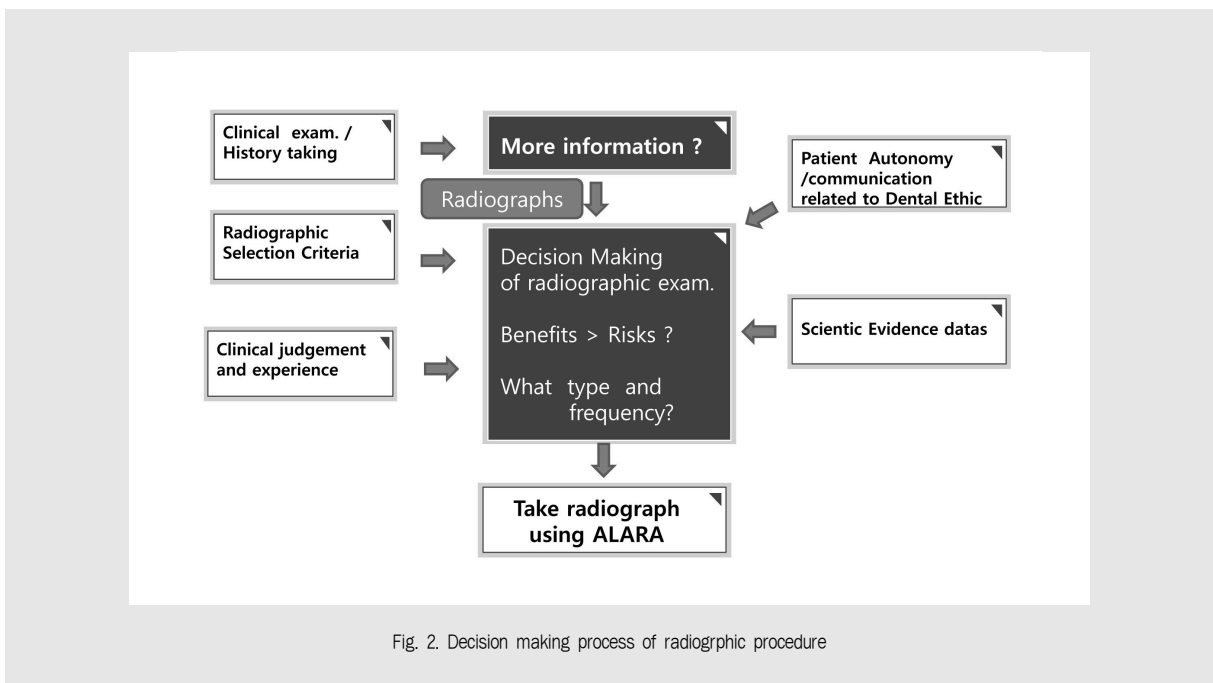 Clinical exam. /
History taking
More information ?
Patient Autonomy
/communication
related to Dental Ethic
Radiographs
Radiographic
Selection Criteria
Decision Making
of radiographic exam.
Benefits > Risks ?
What type and
frequency?
Scientic Evidence datas
Clinical judgement
and experience
Take radiograph
using ALARA
Fig. 2. Decision making process of radiogrphic procedure